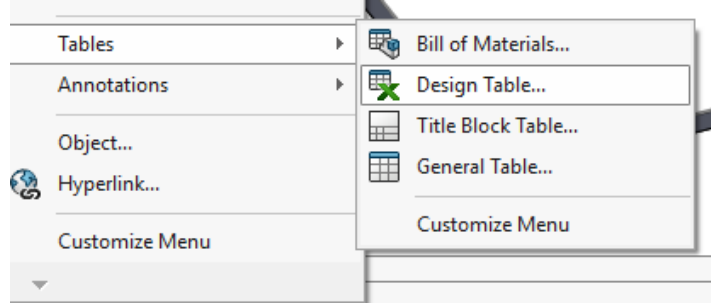 Tables
Annotations
Object...
Hyperlink...
Customize Menu
Bill of Materials...
Design Table...
Title Block Table...
General Table...
Customize Menu